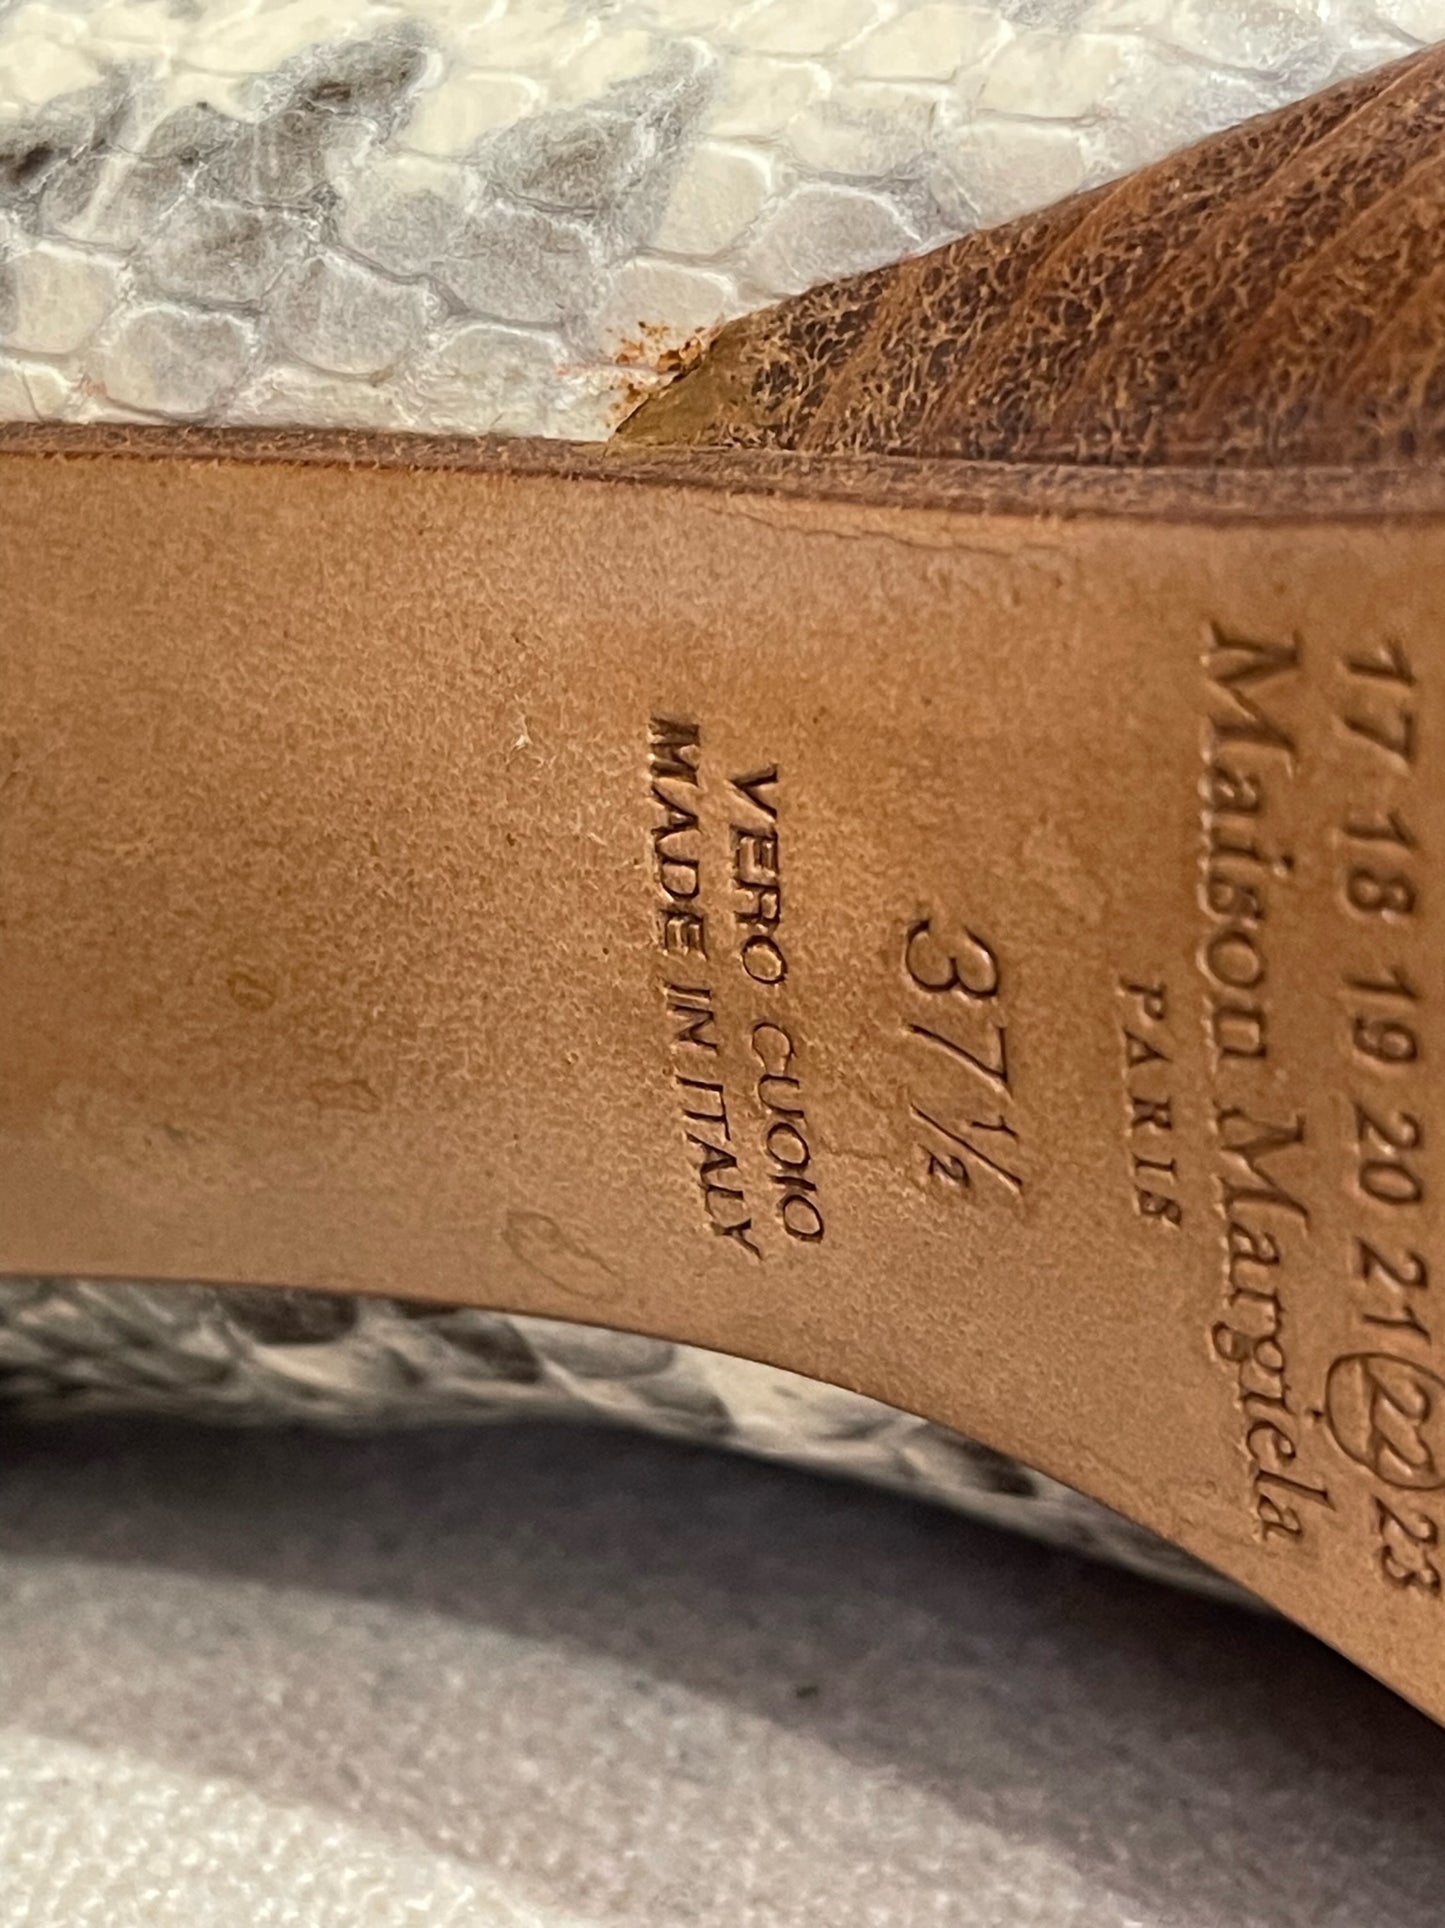 17 18 19 20 21 22 23
Maison Margiela
PARIS
37½
VERO CUOIO
MADE IN ITALY